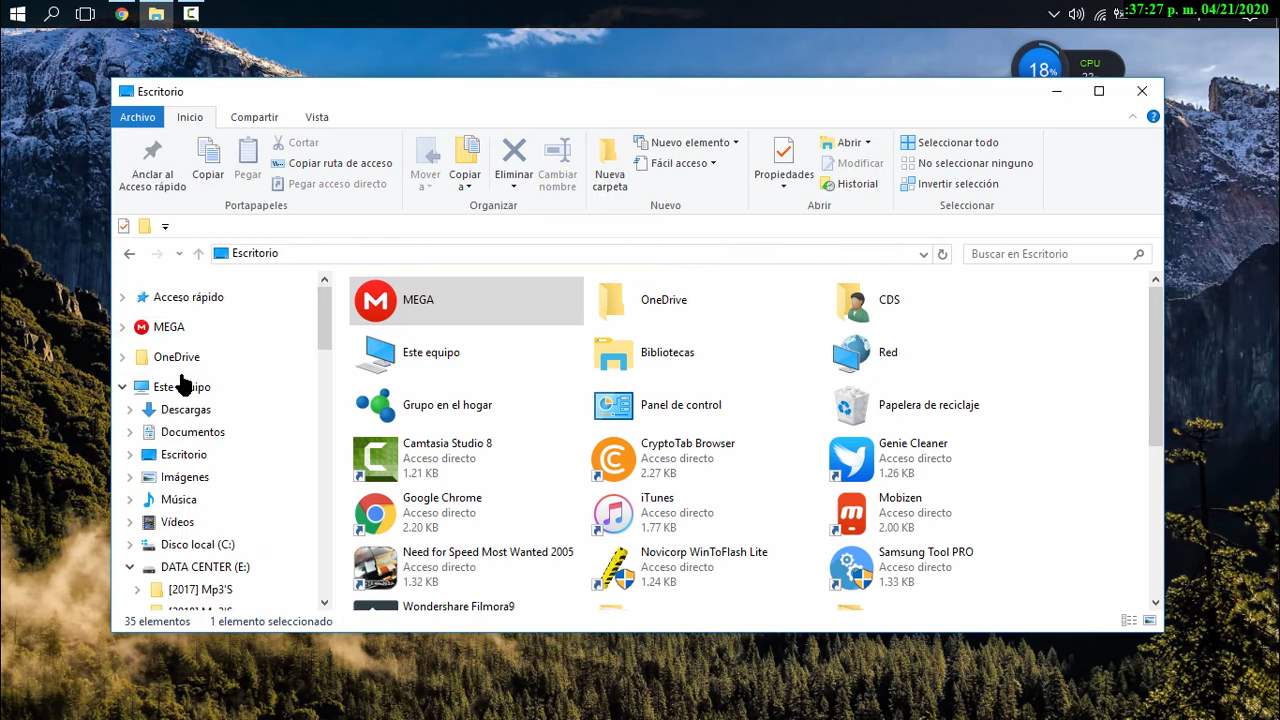 :37:27 p. m. 04/21/2020
18%
CPU
Escritorio
Archivo
Inicio
Compartir
Vista
Anclar al
Acceso rápido
Copiar
Pegar
Cortar
Copiar ruta de acceso
Pegar acceso directo
Portapapeles
Mover
a
Copiar
a
Eliminar
Cambiar
nombre
Organizar
Nueva
carpeta
Nuevo elemento
Fácil acceso
Nuevo
Propiedades
Abrir
Modificar
Historial
Abrir
Seleccionar todo
No seleccionar ninguno
Invertir selección
Seleccionar
Escritorio
Buscar en Escritorio
Acceso rápido
MEGA
OneDrive
Este equipo
Descargas
Documentos
Escritorio
Imágenes
Música
Vídeos
Disco local (C:)
DATA CENTER (E:)
[2017] Mp3'S
[2018] Mp3'S
MEGA
OneDrive
CDS
Este equipo
Bibliotecas
Red
Grupo en el hogar
Panel de control
Papelera de reciclaje
Camtasia Studio 8
Acceso directo
1.21 KB
CryptoTab Browser
Acceso directo
2.27 KB
Genie Cleaner
Acceso directo
1.26 KB
Google Chrome
Acceso directo
2.20 KB
iTunes
Acceso directo
1.77 KB
Mobizen
Acceso directo
2.00 KB
Need for Speed Most Wanted 2005
Acceso directo
1.32 KB
Novicorp WinToFlash Lite
Acceso directo
1.24 KB
Samsung Tool PRO
Acceso directo
1.33 KB
Wondershare Filmora9
35 elementos
1 elemento seleccionado